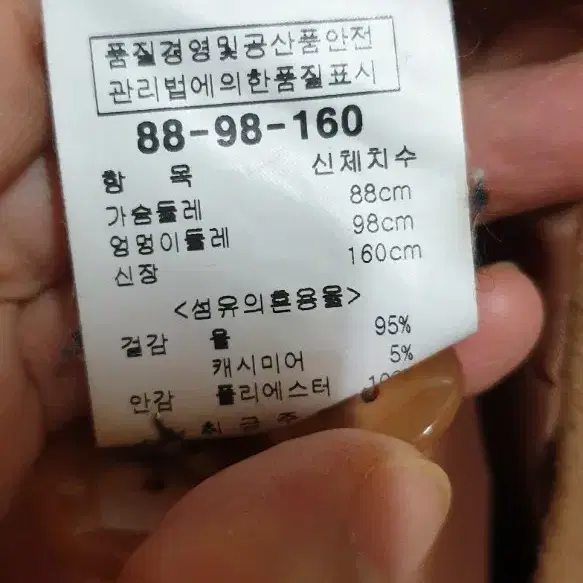 품질경영및공산품안전
관리법에의한품질표시
88-98-160
항 목 신체치수
가슴둘레 88cm
엉덩이둘레 98cm
신장 160cm
<섬유의혼용율>
겉감 울 95%
캐시미어 5%
안감 폴리에스터
취급주